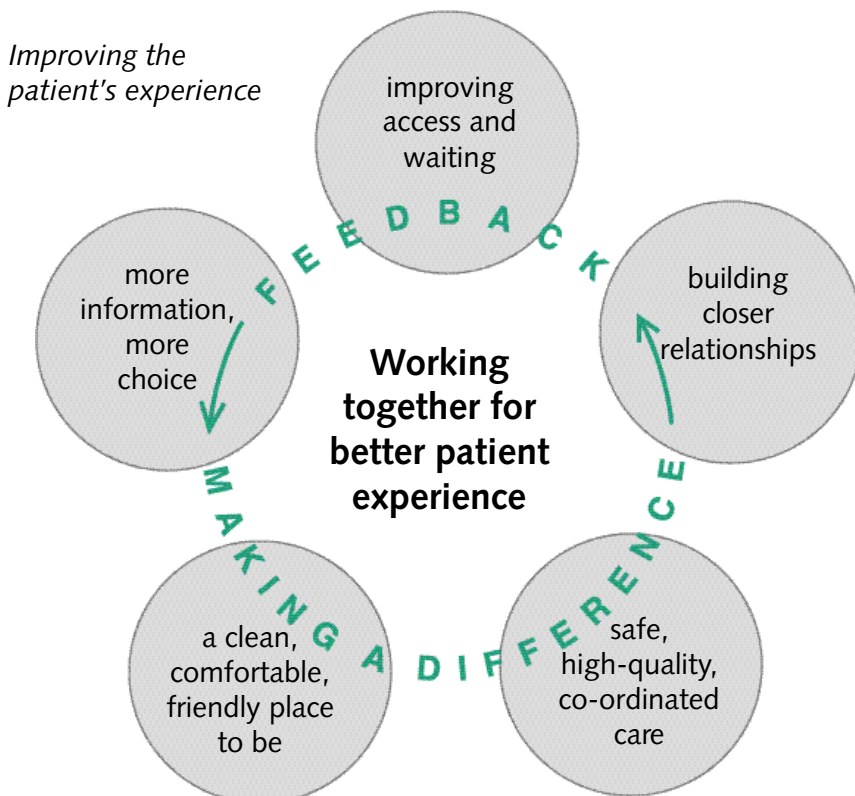 Improving the
patient's experience
improving
access and
waiting
FEEDBACK
more
information,
more
choice
building
closer
relationships
Working
together for
better patient
experience
MAKING A DIFFERENCE
a clean,
comfortable,
friendly place
to be
safe,
high-quality,
co-ordinated
care